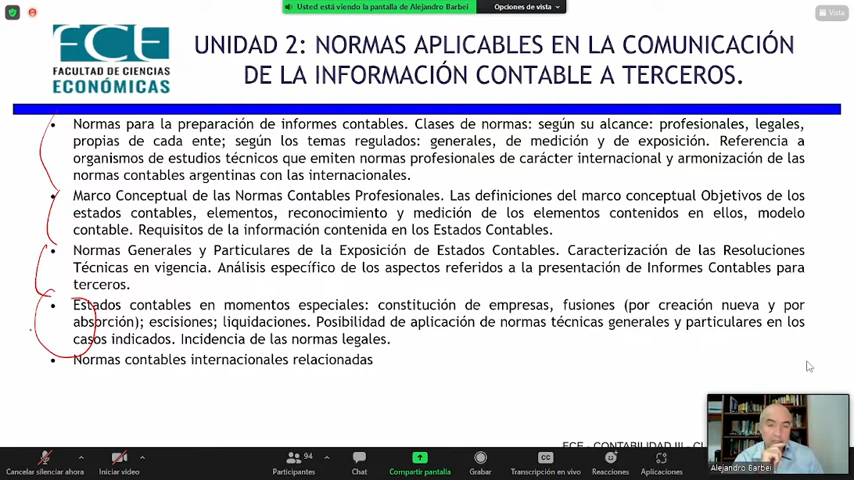 Usted está viendo la pantalla de Alejandro Barbei
Opciones de vista
Vista
FCE
FACULTAD DE CIENCIAS
ECONÓMICAS
UNIDAD 2: NORMAS APLICABLES EN LA COMUNICACIÓN
DE LA INFORMACIÓN CONTABLE A TERCEROS.
• Normas para la preparación de informes contables. Clases de normas: según su alcance: profesionales, legales,
propias de cada ente; según los temas regulados: generales, de medición y de exposición. Referencia a
organismos de estudios técnicos que emiten normas profesionales de carácter internacional y armonización de las
normas contables argentinas con las internacionales.
• Marco Conceptual de las Normas Contables Profesionales. Las definiciones del marco conceptual Objetivos de los
estados contables, elementos, reconocimiento y medición de los elementos contenidos en ellos, modelo
contable. Requisitos de la información contenida en los Estados Contables.
• Normas Generales y Particulares de la Exposición de Estados Contables. Caracterización de las Resoluciones
Técnicas en vigencia. Análisis específico de los aspectos referidos a la presentación de Informes Contables para
terceros.
• Estados contables en momentos especiales: constitución de empresas, fusiones (por creación nueva y por
absorción); escisiones; liquidaciones. Posibilidad de aplicación de normas técnicas generales y particulares en los
casos indicados. Incidencia de las normas legales.
• Normas contables internacionales relacionadas
FCE - CONTABILIDAD III - CL
Alejandro Barbei
Cancelar silenciar ahora
Iniciar video
94
Participantes
Chat
Compartir pantalla
Grabar
CC
Transcripción en vivo
Reacciones
Aplicaciones